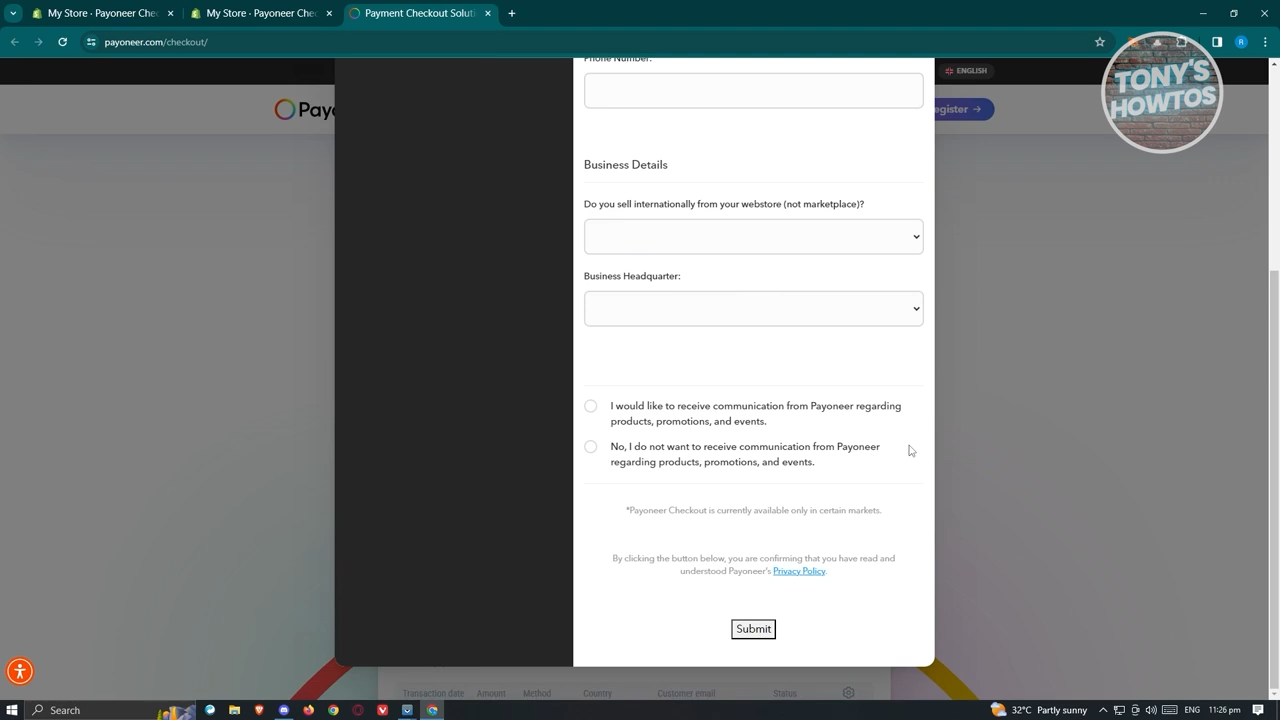 My Store · Che
My Store · Shopify
Payonent Checkout Solutions
payoneer.com/checkout/
R
Phone Number:
ENGLISH
Payo
egister →
TONY'S
HOWTOS
Business Details
Do you sell internationally from your webstore (not marketplace)?
Business Headquarter:
I would like to receive communication from Payoneer regarding
products, promotions, and events.
No, I do not want to receive communication from Payoneer
regarding products, promotions, and events.
*Payoneer Checkout is currently available only in certain markets.
By clicking the button below, you are confirming that you have read and
understood Payoneer's Privacy Policy.
Submit
Transaction date Amount Method Country Customer email Status
Search
32°C Partly sunny
ENG
11:26 pm